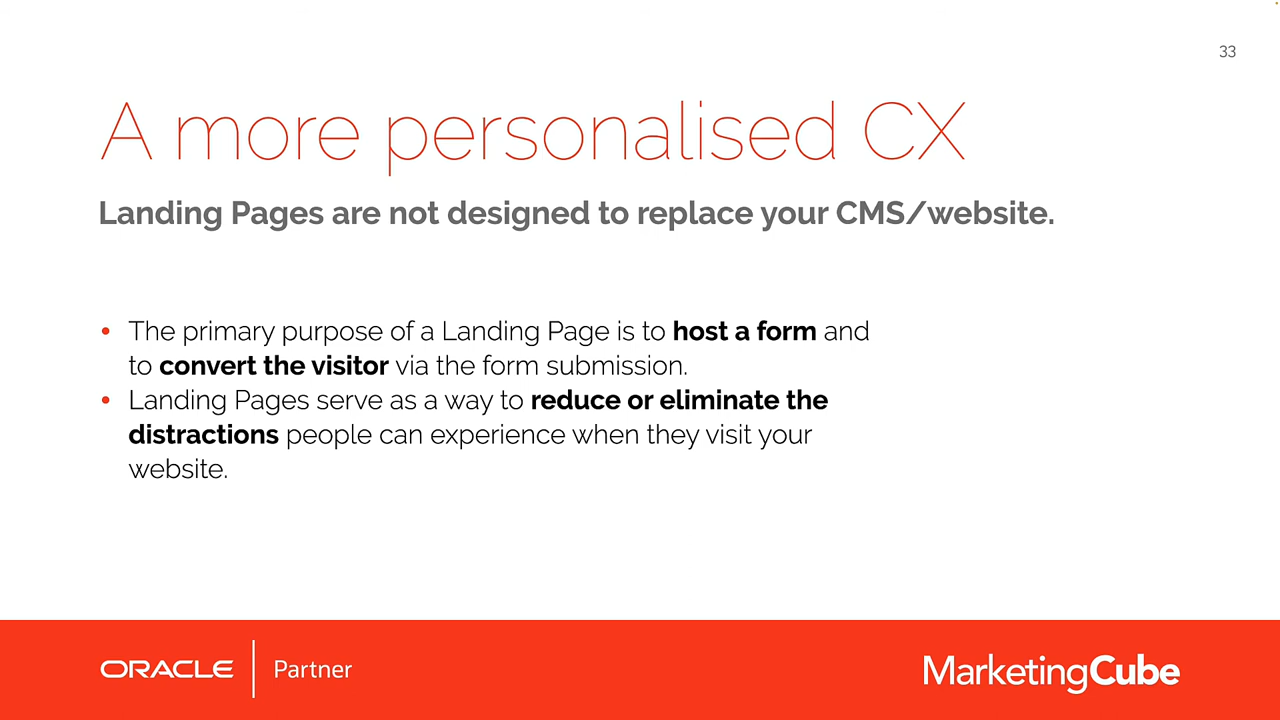 33
A more personalised CX
Landing Pages are not designed to replace your CMS/website.
• The primary purpose of a Landing Page is to host a form and
to convert the visitor via the form submission.
• Landing Pages serve as a way to reduce or eliminate the
distractions people can experience when they visit your
website.
ORACLE | Partner
MarketingCube